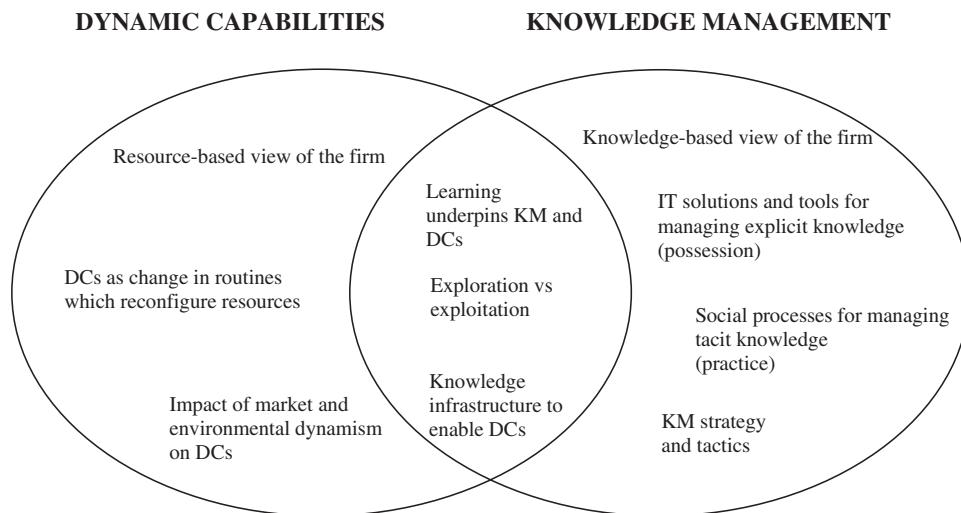 DYNAMIC CAPABILITIES
KNOWLEDGE MANAGEMENT
Resource-based view of the firm
DCs as change in routines
which reconfigure resources
Impact of market and
environmental dynamism
on DCs
Learning
underpins KM and
DCs
Exploration vs
exploitation
Knowledge
infrastructure to
enable DCs
Knowledge-based view of the firm
IT solutions and tools for
managing explicit knowledge
(possession)
Social processes for managing
tacit knowledge
(practice)
KM strategy
and tactics